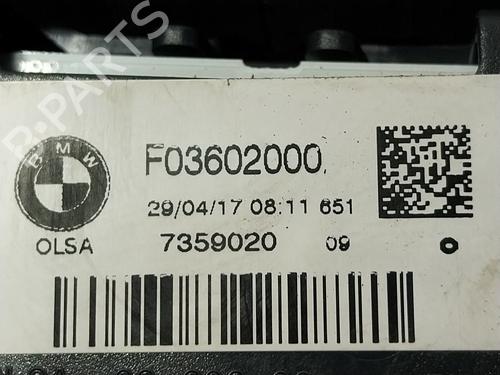 B-PARTS
BMW
F03602000
29/04/17 08:11 651
OLSA
7359020 09